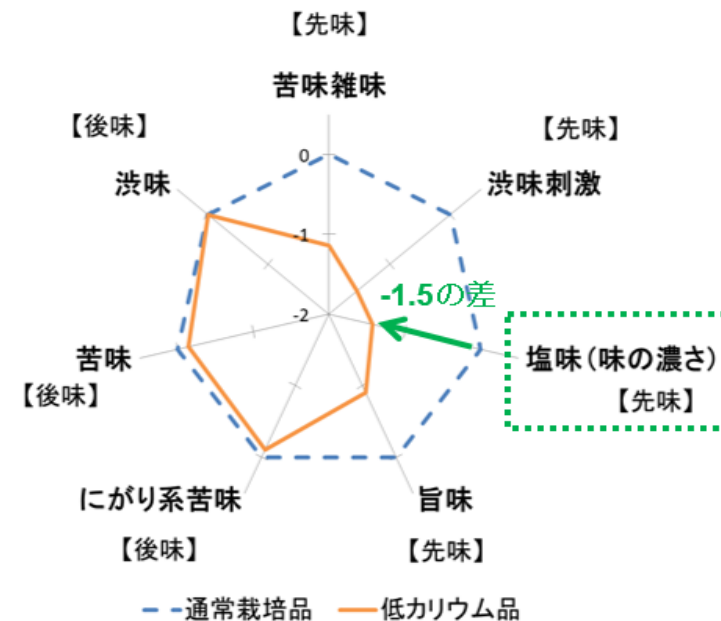 【先味】
苦味雑味
【後味】
渋味
【先味】
渋味刺激
0
-1
-2
-1.5の差
塩味(味の濃さ)
【先味】
苦味
【後味】
にがり系苦味
【後味】
旨味
【先味】
通常栽培品
低カリウム品